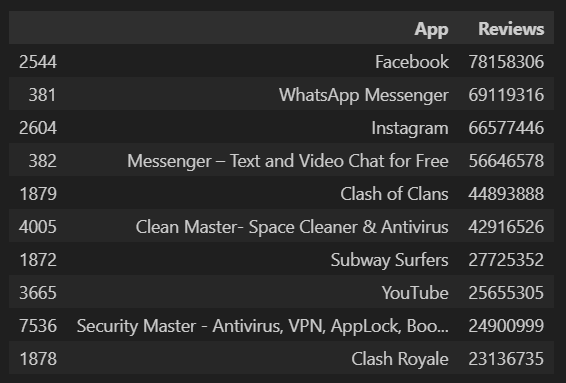 App Reviews
2544 Facebook 78158306
381 WhatsApp Messenger 69119316
2604 Instagram 66577446
382 Messenger – Text and Video Chat for Free 56646578
1879 Clash of Clans 44893888
4005 Clean Master- Space Cleaner & Antivirus 42916526
1872 Subway Surfers 27725352
3665 YouTube 25655305
7536 Security Master - Antivirus, VPN, AppLock, Boo... 24900999
1878 Clash Royale 23136735